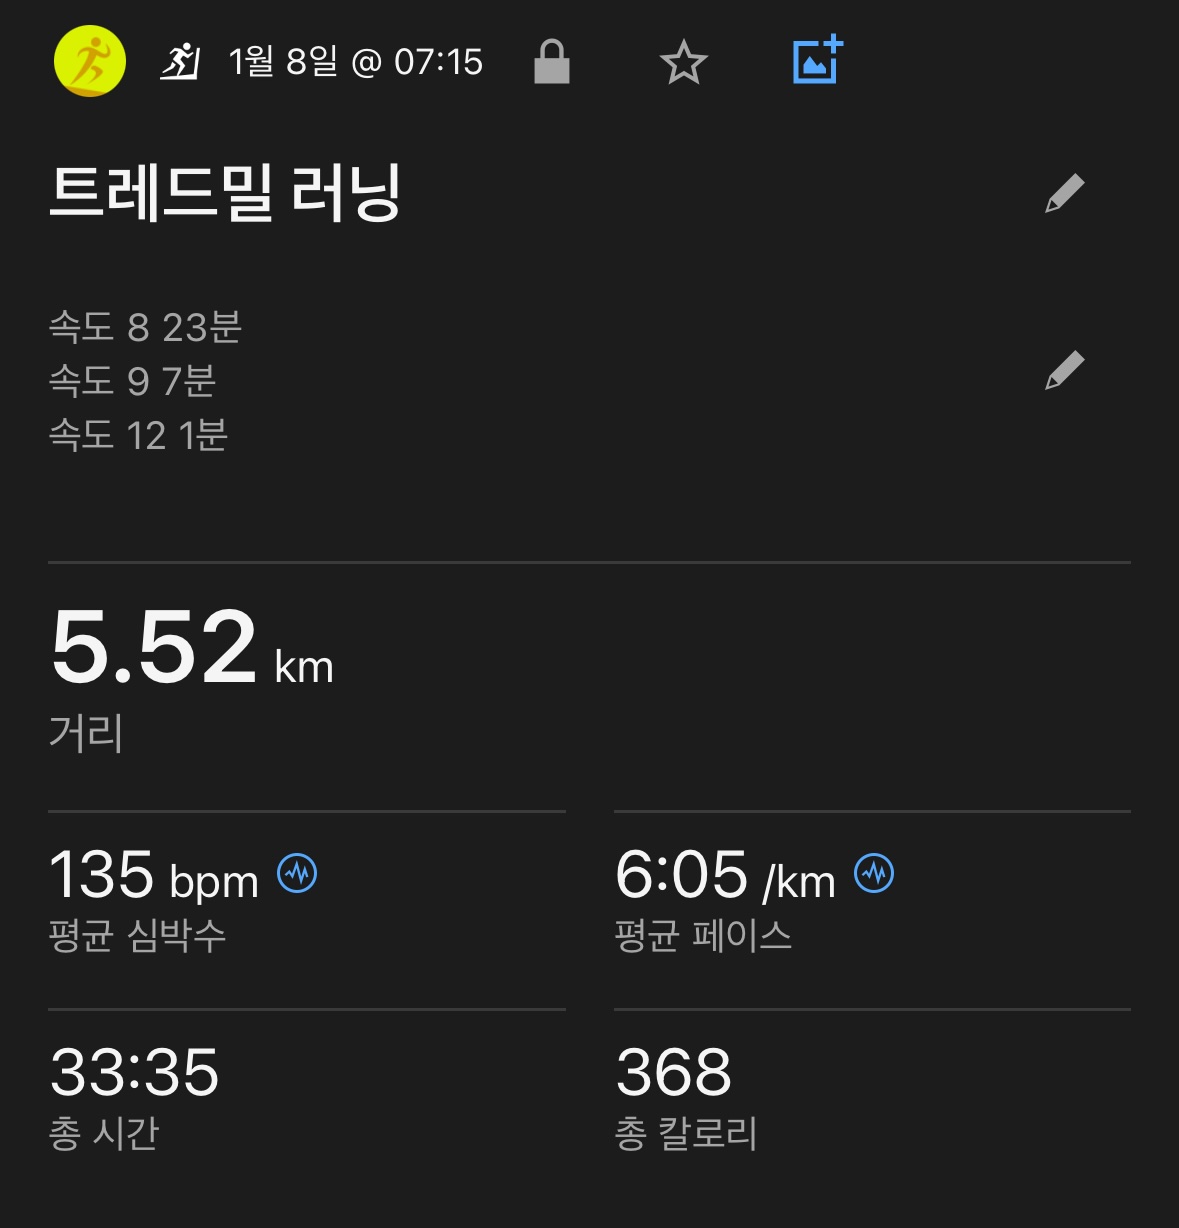 1월 8일 @ 07:15
트레드밀 러닝
속도 8 23분
속도 9 7분
속도 12 1분
5.52 km
거리
135 bpm
평균 심박수
6:05 /km
평균 페이스
33:35
총 시간
368
총 칼로리